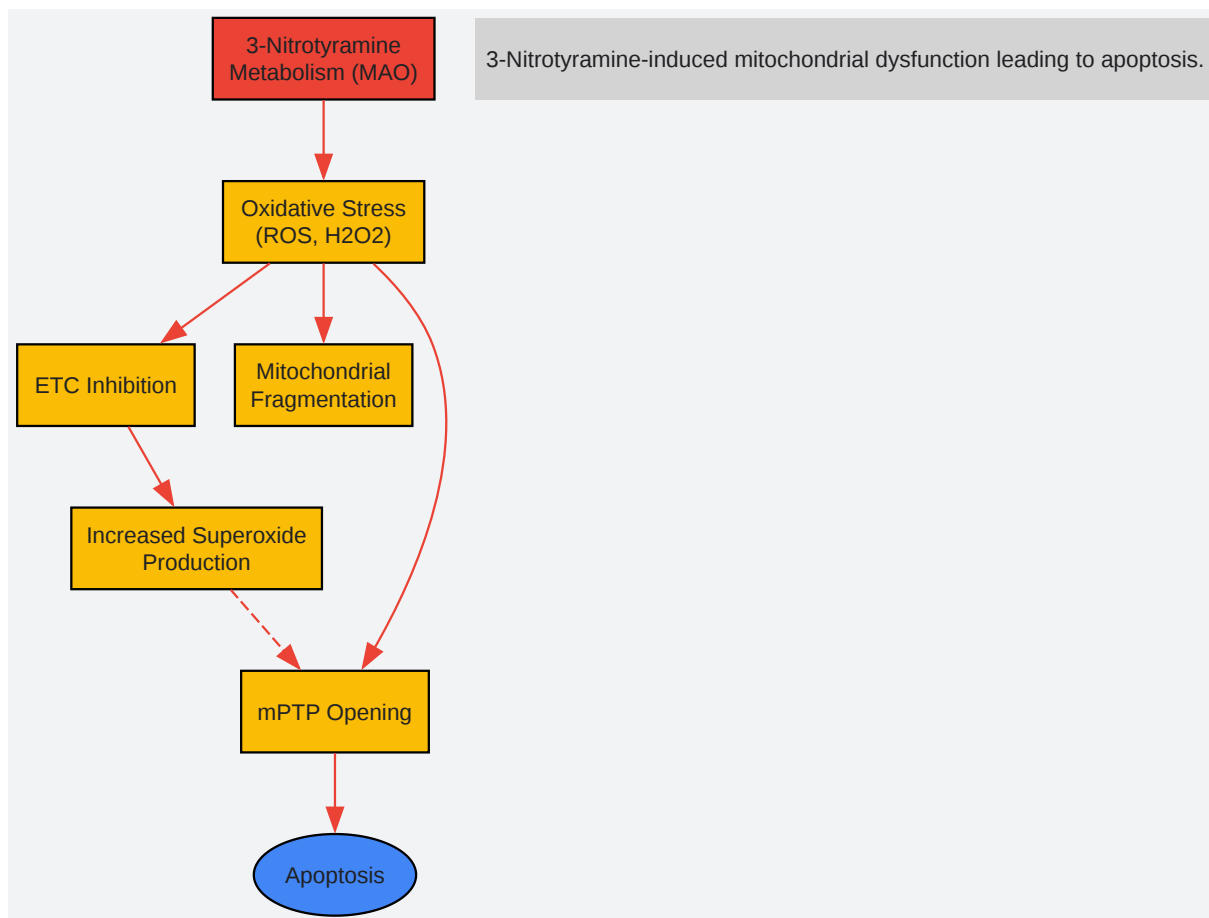 3-Nitrotyramine
Metabolism (MAO)
3-Nitrotyramine-induced mitochondrial dysfunction leading to apoptosis.
Oxidative Stress
(ROS, H2O2)
ETC Inhibition
Mitochondrial
Fragmentation
Increased Superoxide
Production
mPTP Opening
Apoptosis